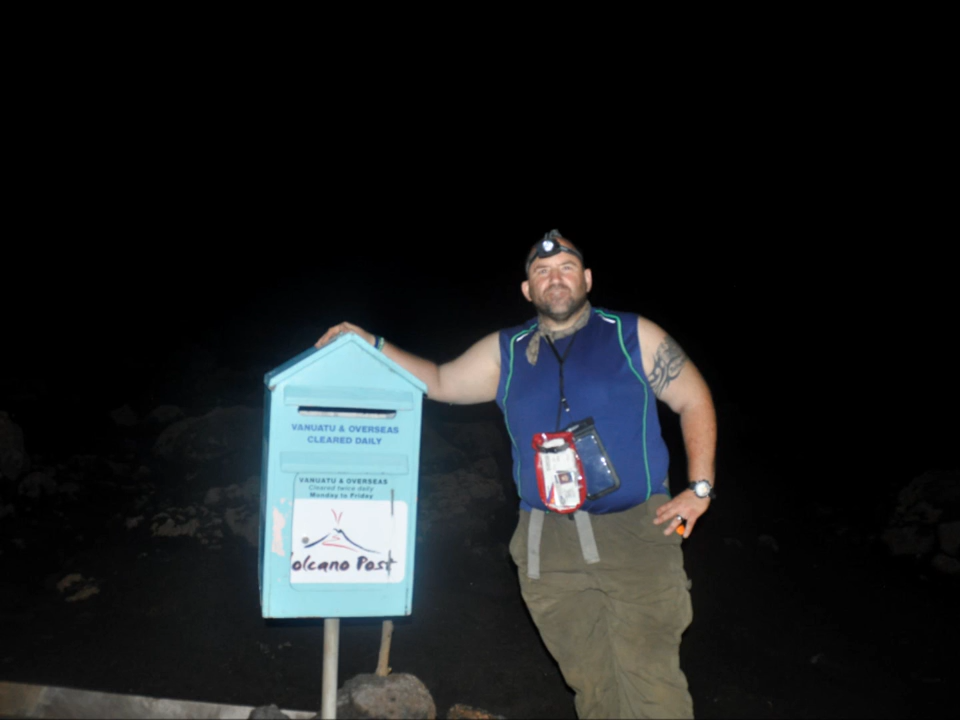 VANUATU & OVERSEAS
CLEARED DAILY
VANUATU & OVERSEAS
Cleared twice daily
Monday to Friday
olcano Post